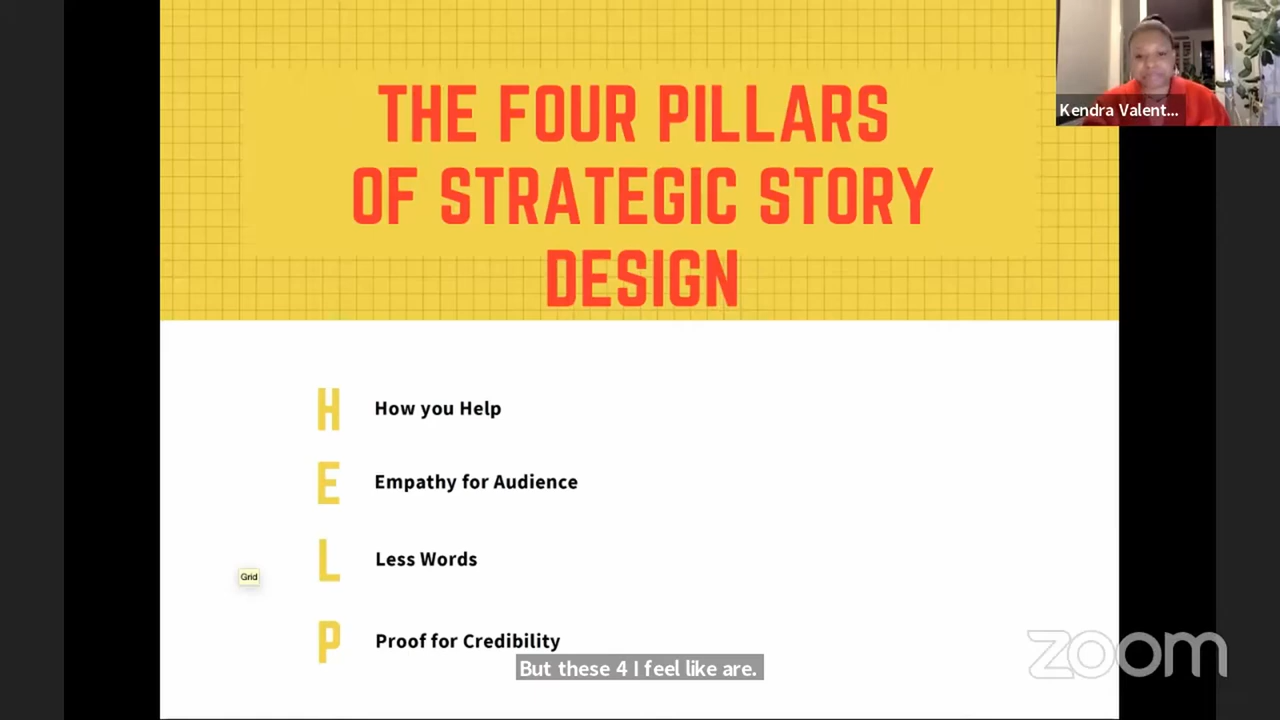 THE FOUR PILLARS
OF STRATEGIC STORY
DESIGN
Kendra Valent...
H How you Help
E Empathy for Audience
L Less Words
Grid
P Proof for Credibility
But these 4 I feel like are.
zoom